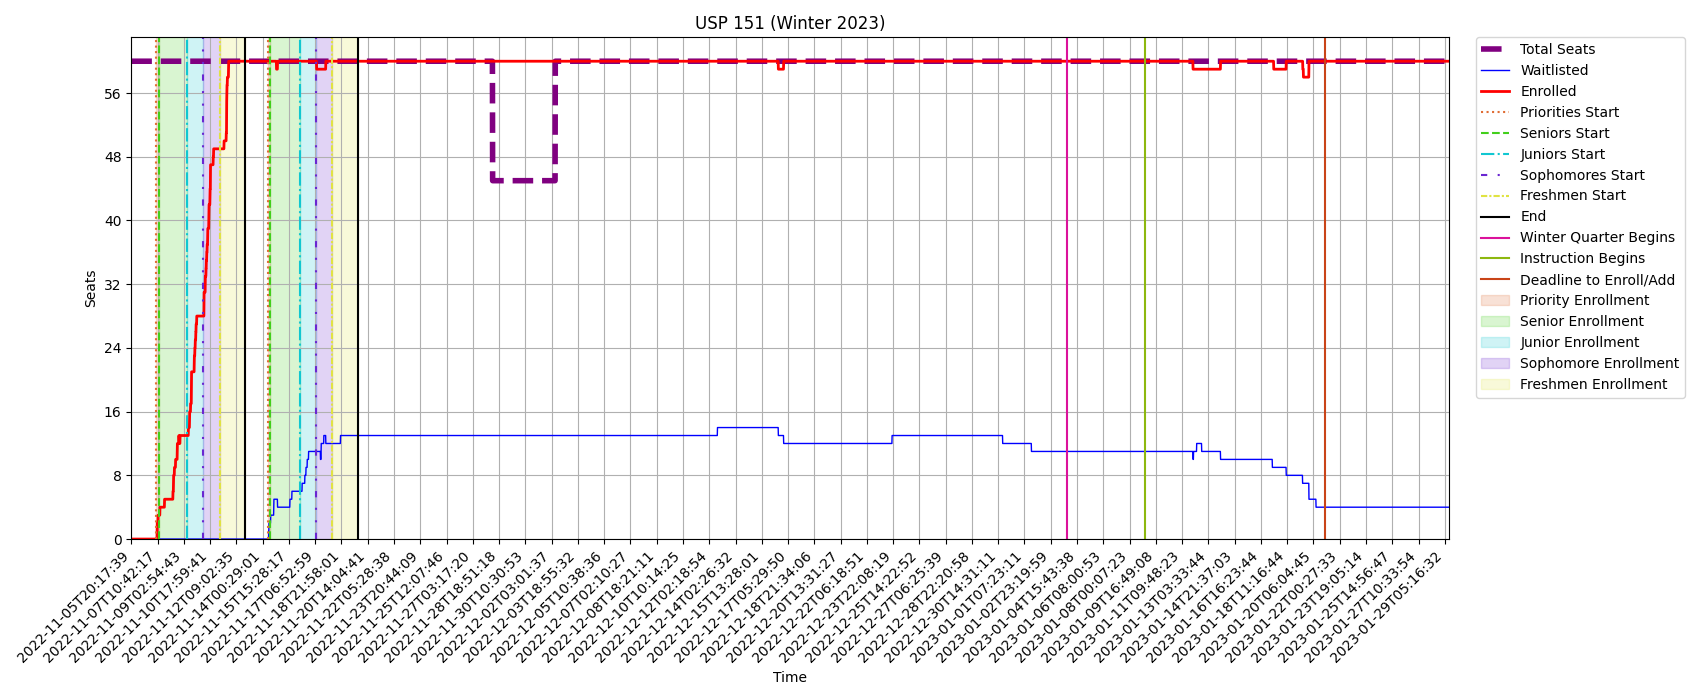 USP 151 (Winter 2023)
Seats
56
48
40
32
24
16
8
0
2022-11-05T20:17:39
2022-11-07T10:42:17
2022-11-09T02:54:43
2022-11-10T17:59:41
2022-11-12T09:02:35
2022-11-14T00:29:01
2022-11-15T15:28:17
2022-11-17T06:52:59
2022-11-18T21:58:01
2022-11-20T14:04:41
2022-11-22T05:28:38
2022-11-23T20:44:09
2022-11-25T12:07:46
2022-11-27T03:17:20
2022-11-28T18:51:18
2022-11-30T10:30:53
2022-12-02T03:01:37
2022-12-03T18:55:32
2022-12-05T10:38:36
2022-12-07T02:10:27
2022-12-08T18:21:11
2022-12-10T10:14:25
2022-12-12T02:18:54
2022-12-14T02:26:32
2022-12-15T13:28:01
2022-12-17T05:29:50
2022-12-18T21:34:06
2022-12-20T13:31:27
2022-12-22T06:18:51
2022-12-23T22:08:19
2022-12-25T14:22:52
2022-12-27T06:25:39
2022-12-28T22:20:58
2022-12-30T14:31:11
2023-01-01T07:23:11
2023-01-02T23:19:59
2023-01-04T15:43:38
2023-01-06T08:00:53
2023-01-08T00:07:23
2023-01-09T16:49:08
2023-01-11T09:48:23
2023-01-13T03:33:44
2023-01-14T21:37:03
2023-01-16T16:23:44
2023-01-18T11:16:44
2023-01-20T06:04:45
2023-01-22T00:27:33
2023-01-23T19:05:14
2023-01-25T14:56:47
2023-01-27T10:33:54
2023-01-29T05:16:32
Time
Total Seats
Waitlisted
Enrolled
Priorities Start
Seniors Start
Juniors Start
Sophomores Start
Freshmen Start
End
Winter Quarter Begins
Instruction Begins
Deadline to Enroll/Add
Priority Enrollment
Senior Enrollment
Junior Enrollment
Sophomore Enrollment
Freshmen Enrollment